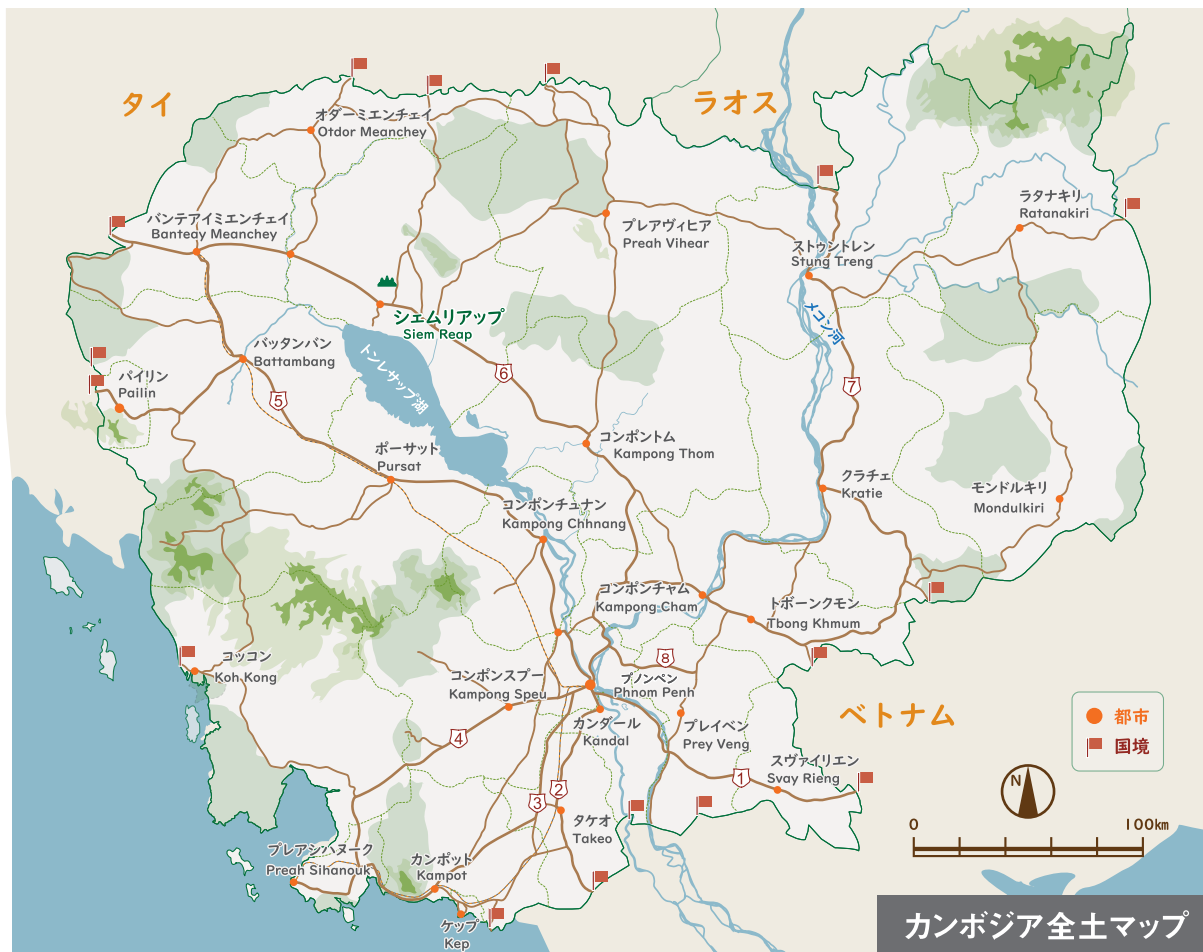 タイ
ラオス
オダーミエンチェイ
Otdor Meanchey
バンテアイミエンチェイ
Banteay Meanchey
プレアヴィヒア
Preah Vihear
ラタナキリ
Ratanakiri
ストゥントレン
Stung Treng
メコン河
シェムリアップ
Siem Reap
バッタンバン
Battambang
トンレサップ湖
パイリン
Pailin
5
6
7
ポーサット
Pursat
コンポントム
Kampong Thom
クラチェ
Kratie
モンドルキリ
Mondulkiri
コンポンチュナン
Kampong Chhnang
コンポンチャム
Kampong Cham
トボーンクモン
Tbong Khmum
コッコン
Koh Kong
8
コンポンスプー
Kampong Speu
プノンペン
Phnom Penh
カンダール
Kandal
プレイベン
Prey Veng
ベトナム
都市
国境
4
スヴァイリエン
Svay Rieng
1
2
3
N
タケオ
Takeo
0
100km
プレアシハヌーク
Preah Sihanouk
カンポット
Kampot
ケップ
Kep
カンボジア全土マップ